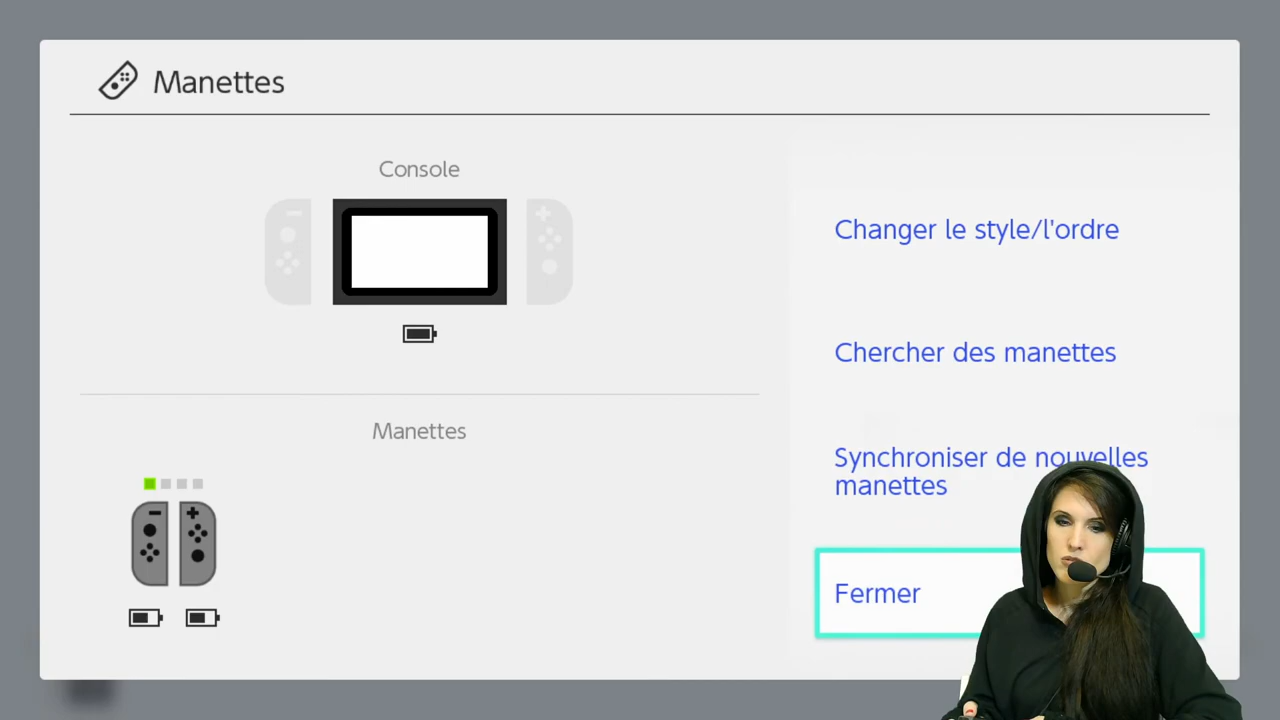 Manettes
Console
Manettes
Changer le style/l'ordre
Chercher des manettes
Synchroniser de nouvelles
manettes
Fermer